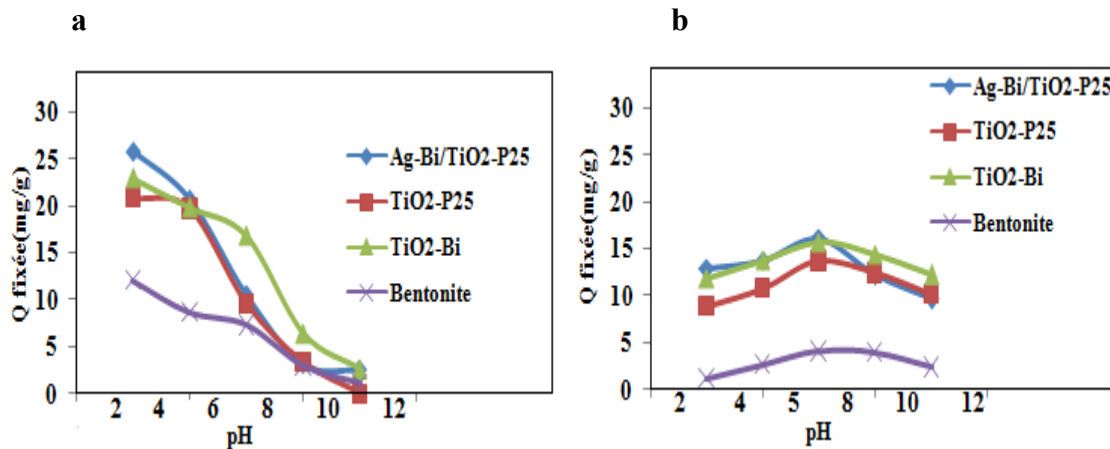 a
30
25
20
15
10
5
0
Q fixée(mg/g)
2 4 6 8 10 12
pH
Ag-Bi/TiO2-P25
TiO2-P25
TiO2-Bi
Bentonite
b
30
25
20
15
10
5
0
Q fixée(mg/g)
2 4 5 8 10 12
pH
Ag-Bi/TiO2-P25
TiO2-P25
TiO2-Bi
Bentonite